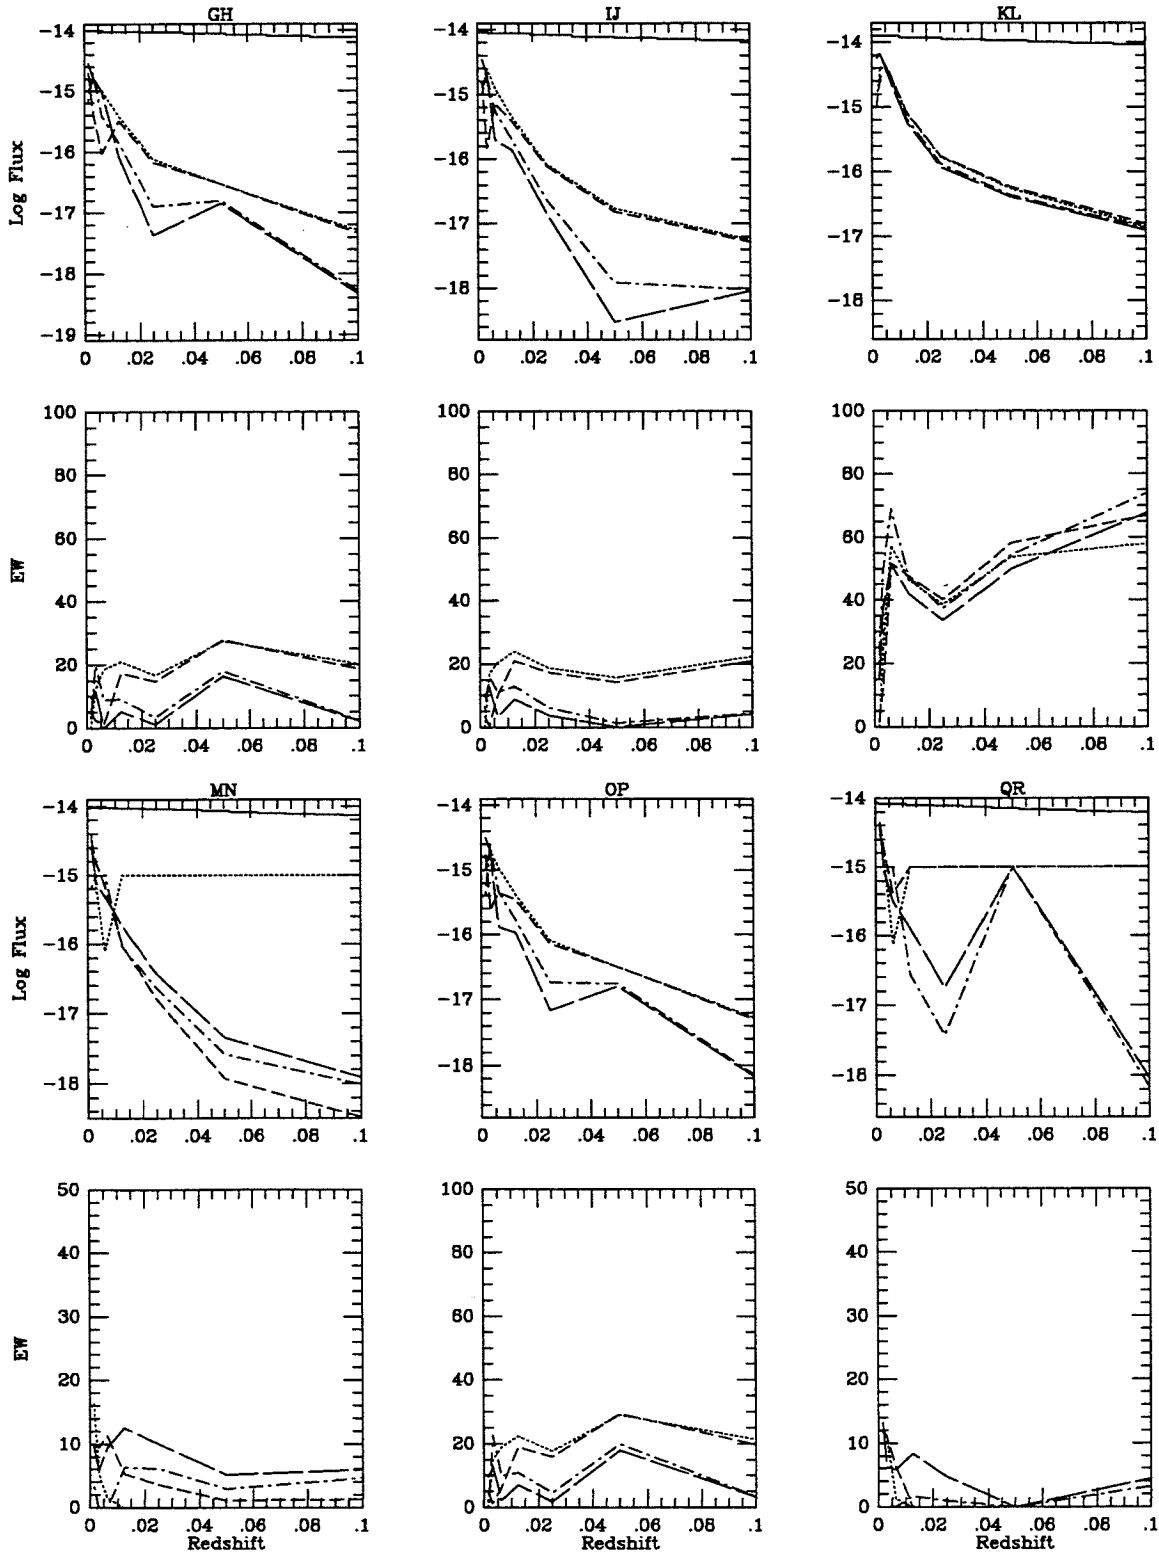 GH IJ KL
−14 −14 −14
−15 −15 −15
−16 −16 −16
−17 −17 −17
−18 −18 −18
−19
Log Flux
0 .02 .04 .06 .08 .1 0 .02 .04 .06 .08 .1 0 .02 .04 .06 .08 .1
100 100 100
80 80 80
60 60 60
40 40 40
20 20 20
0 0 0
EW
0 .02 .04 .06 .08 .1 0 .02 .04 .06 .08 .1 0 .02 .04 .06 .08 .1
MN OP QR
−14 −14 −14
−15 −15 −15
−16 −16 −16
−17 −17 −17
−18 −18 −18
Log Flux
0 .02 .04 .06 .08 .1 0 .02 .04 .06 .08 .1 0 .02 .04 .06 .08 .1
50 100 50
40 80 40
30 60 30
20 40 20
10 20 10
0 0 0
EW
0 .02 .04 .06 .08 .1 0 .02 .04 .06 .08 .1 0 .02 .04 .06 .08 .1
Redshift Redshift Redshift